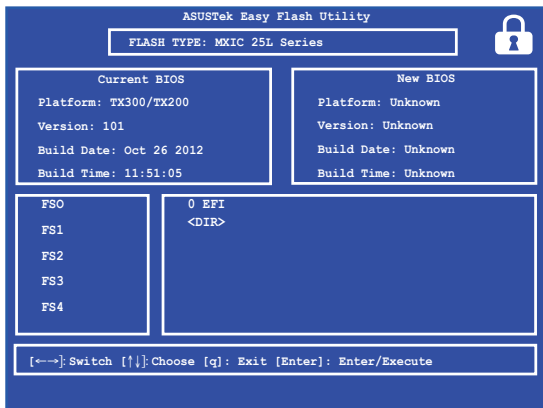 ASUSTek Easy Flash Utility
FLASH TYPE: MXIC 25L Series
Current BIOS
Platform: TX300/TX200
Version: 101
Build Date: Oct 26 2012
Build Time: 11:51:05
New BIOS
Platform: Unknown
Version: Unknown
Build Date: Unknown
Build Time: Unknown
FSO
FS1
FS2
FS3
FS4
0 EFI
<DIR>
[←→]: Switch [↑↓]: Choose [q]: Exit [Enter]: Enter/Execute